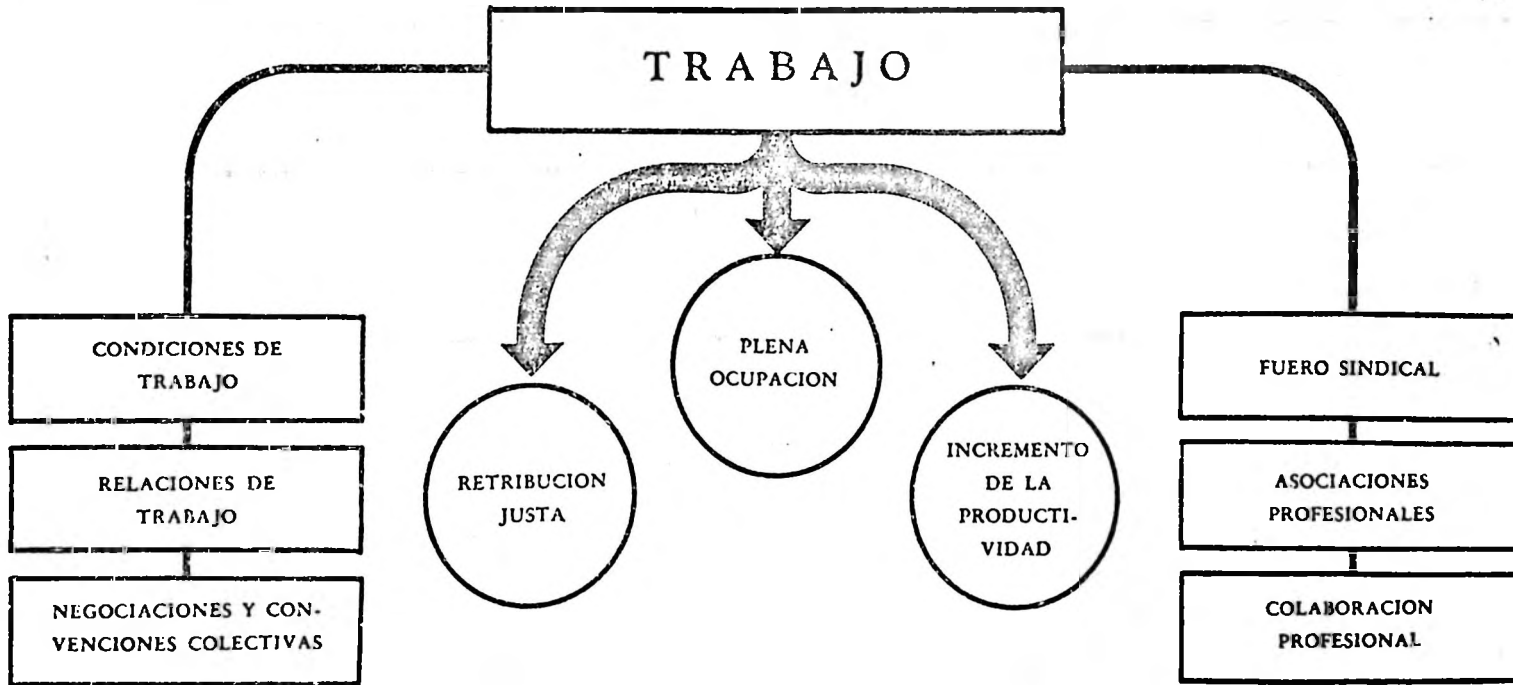 TRABAJO
CONDICIONES DE
TRABAJO
RELACIONES DE
TRABAJO
NEGOCIACIONES Y CON-
VENCIONES COLECTIVAS
RETRIBUCION
JUSTA
PLENA
OCUPACION
INCREMENTO
DE LA
PRODUCTI-
VIDAD
FUERO SINDICAL
ASOCIACIONES
PROFESIONALES
COLABORACION
PROFESIONAL